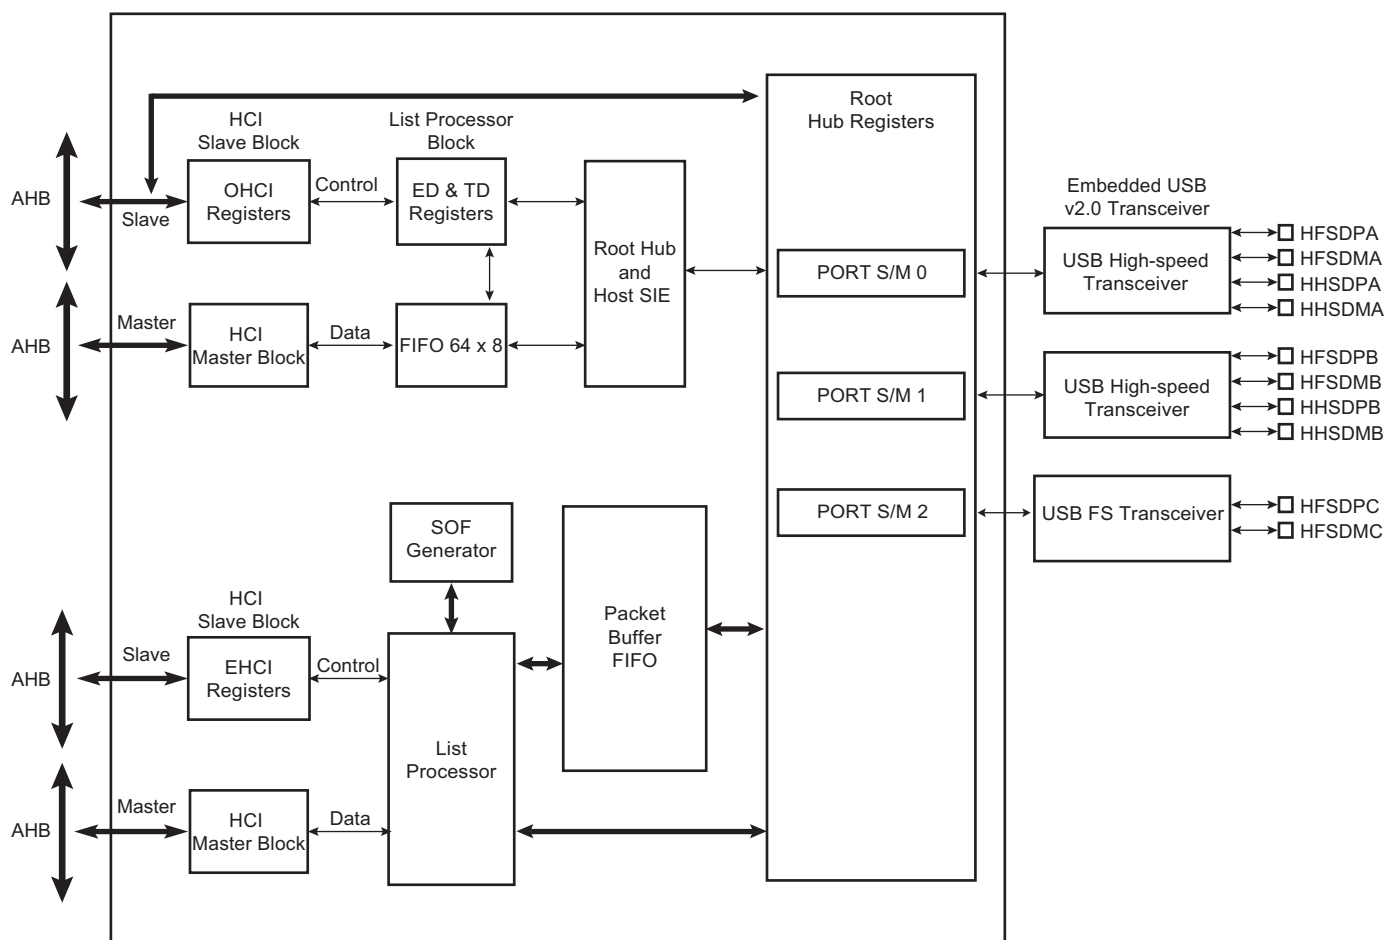 Root
Hub Registers
HCI
Slave Block
List Processor
Block
AHB
Slave
OHCI
Registers
Control
ED & TD
Registers
Root Hub
and
Host SIE
Embedded USB
v2.0 Transceiver
PORT S/M 0
USB High-speed
Transceiver
HFSDPA
HFSDMA
HHSDPA
HHSDMA
AHB
Master
HCI
Master Block
Data
FIFO 64 x 8
PORT S/M 1
USB High-speed
Transceiver
HFSDPB
HFSDMB
HHSDPB
HHSDMB
PORT S/M 2
USB FS Transceiver
HFSDPC
HFSDMC
SOF
Generator
Packet
Buffer
FIFO
HCI
Slave Block
AHB
Slave
EHCI
Registers
Control
List
Processor
AHB
Master
HCI
Master Block
Data